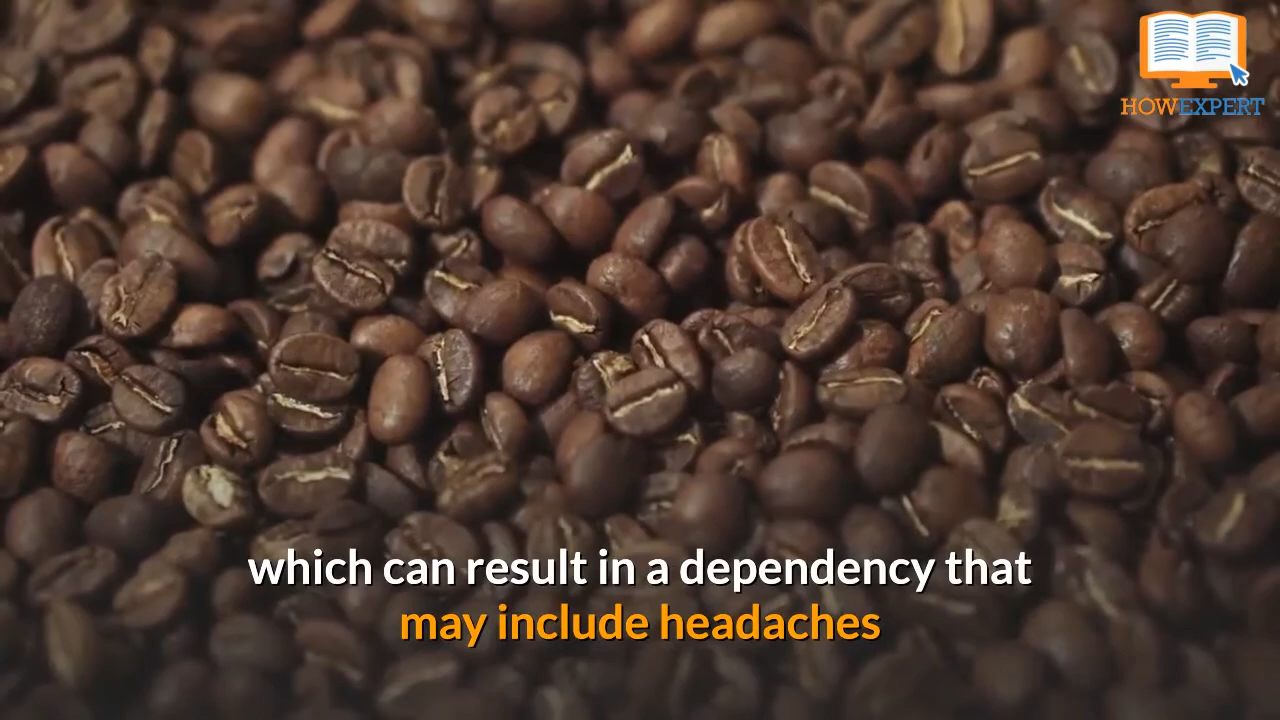 HOWEXPERT
which can result in a dependency that
may include headaches